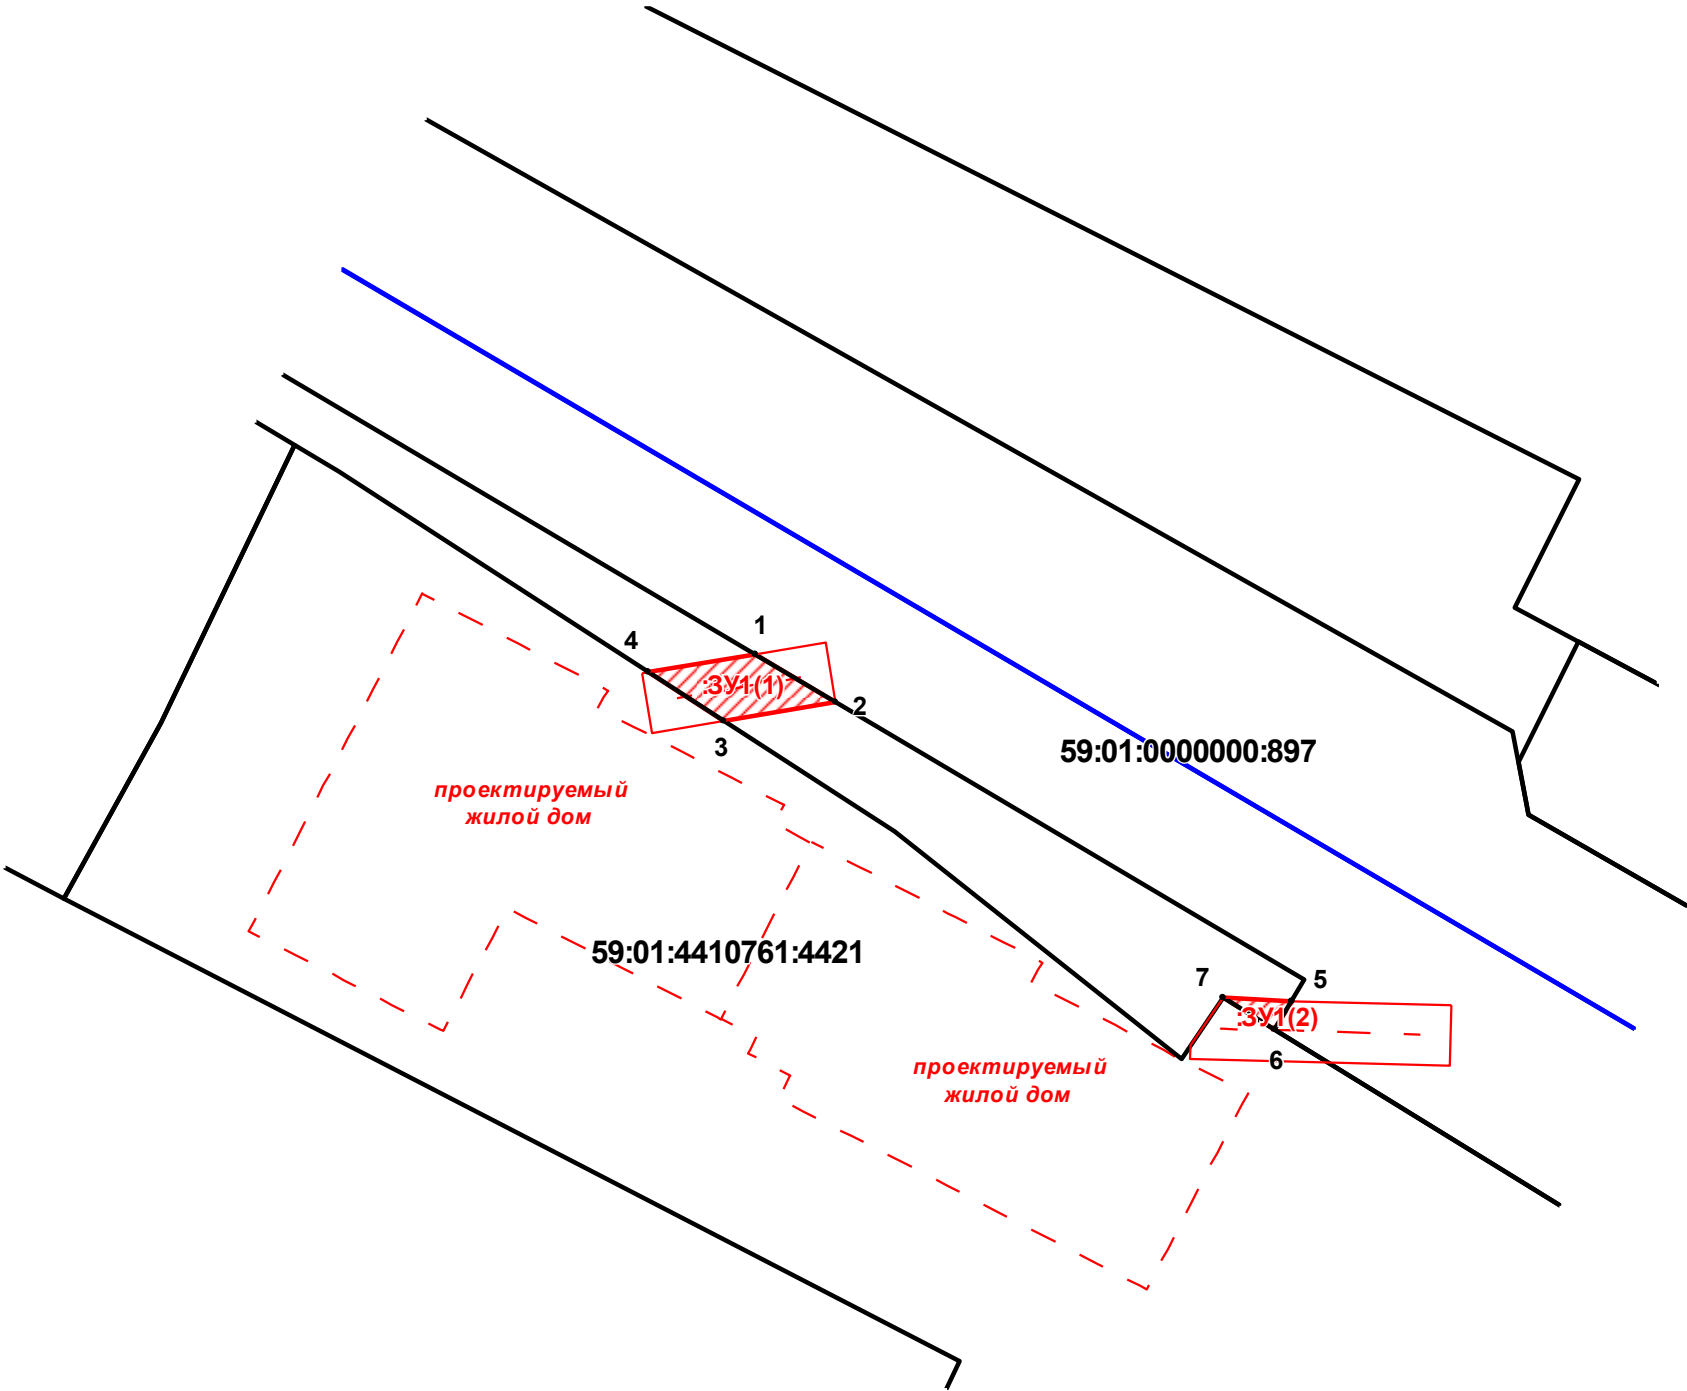 1
4
:ЗУ1(1)
2
3
59:01:0000000:897
проектируемый
жилой дом
59:01:4410761:4421
7
5
:ЗУ1(2)
6
проектируемый
жилой дом